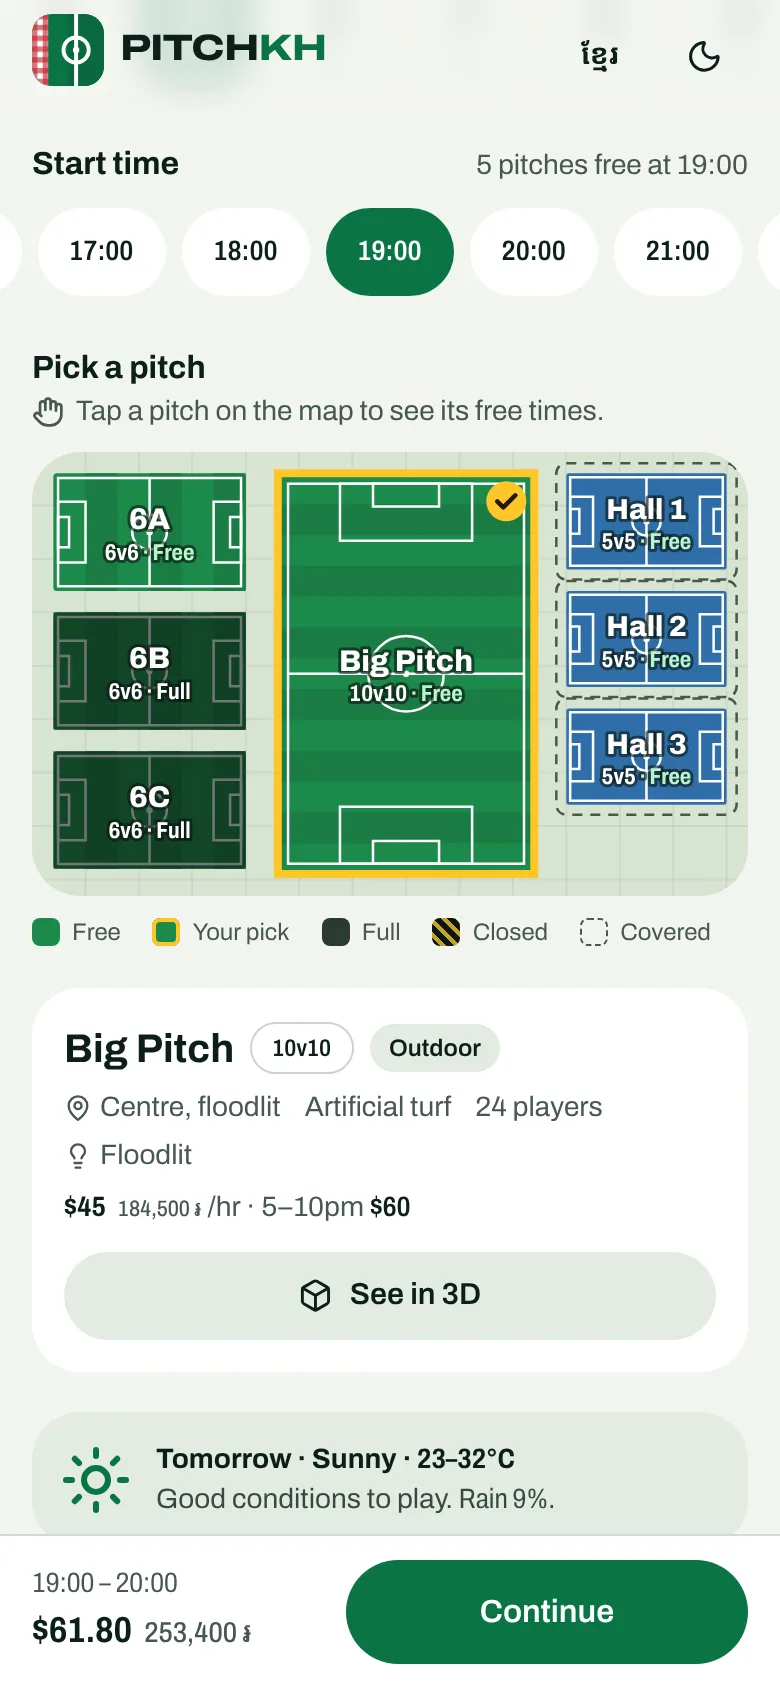 PITCHKH
ខ្មែរ
Start time
5 pitches free at 19:00
17:00
18:00
19:00
20:00
21:00
Pick a pitch
Tap a pitch on the map to see its free times.
6A
6v6 · Free
6B
6v6 · Full
6C
6v6 · Full
Big Pitch
10v10 · Free
Hall 1
5v5 · Free
Hall 2
5v5 · Free
Hall 3
5v5 · Free
Free
Your pick
Full
Closed
Covered
Big Pitch
10v10
Outdoor
Centre, floodlit Artificial turf 24 players
Floodlit
$45 184,500 ៛ /hr · 5–10pm $60
See in 3D
Tomorrow · Sunny · 23–32°C
Good conditions to play. Rain 9%.
19:00 – 20:00
$61.80 253,400 ៛
Continue